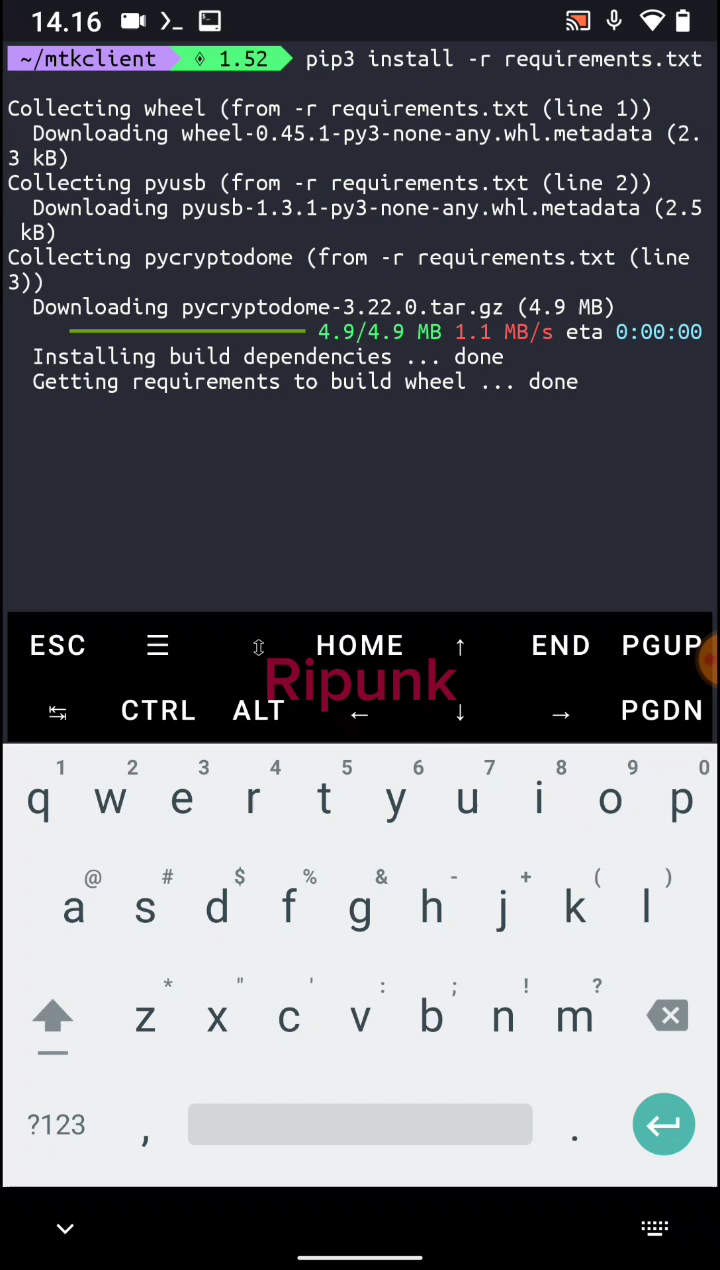 14.16
~/mtkclient 1.52 pip3 install -r requirements.txt
Collecting wheel (from -r requirements.txt (line 1))
Downloading wheel-0.45.1-py3-none-any.whl.metadata (2.
3 kB)
Collecting pyusb (from -r requirements.txt (line 2))
Downloading pyusb-1.3.1-py3-none-any.whl.metadata (2.5
kB)
Collecting pycryptodome (from -r requirements.txt (line
3))
Downloading pycryptodome-3.22.0.tar.gz (4.9 MB)
4.9/4.9 MB 1.1 MB/s eta 0:00:00
Installing build dependencies ... done
Getting requirements to build wheel ... done
ESC ☰ ⇳ HOME ↑ END PGUP
Ripunk
⇆ CTRL ALT ← ↓ → PGDN
1 2 3 4 5 6 7 8 9 0
q w e r t y u i o p
@ # $ % & - + ( )
a s d f g h j k l
* " ' : ; ! ?
z x c v b n m
?123 , .